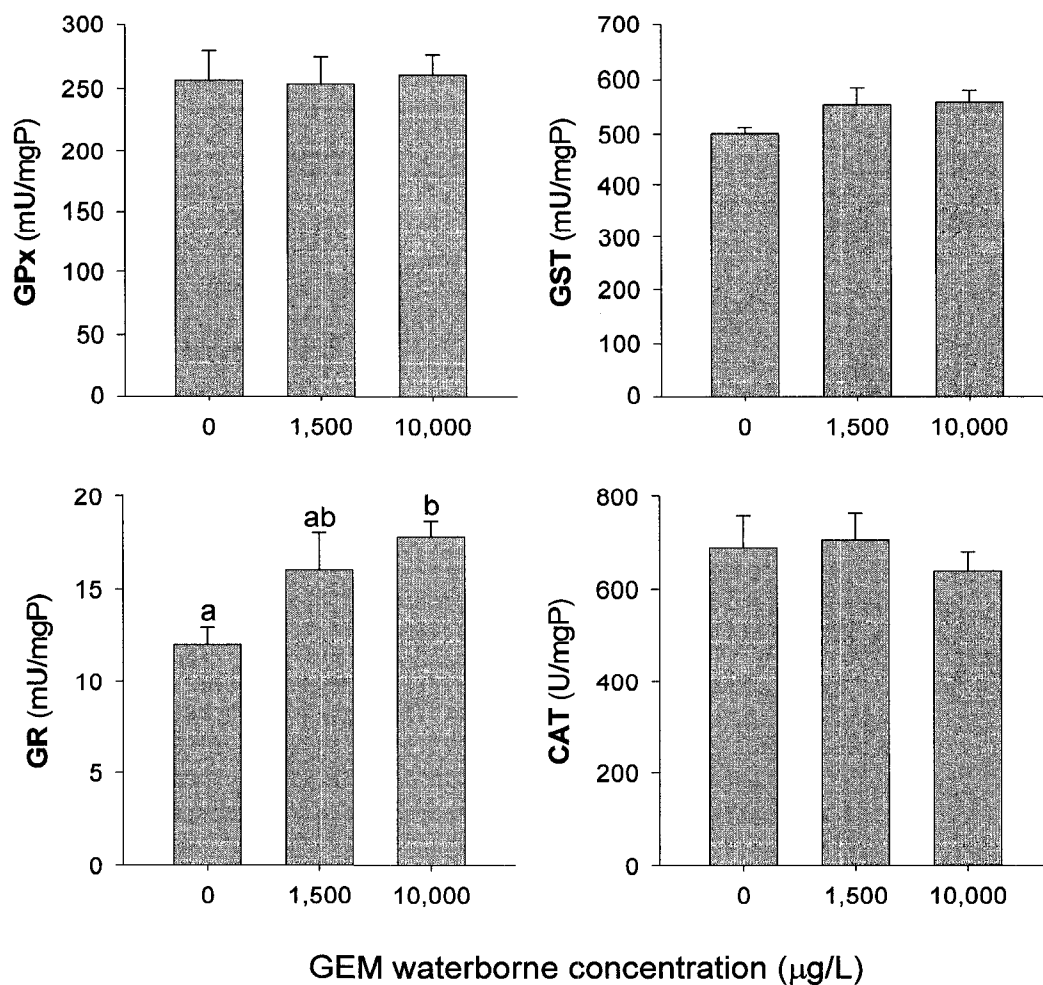 300
250
200
150
100
250
50
0
GPx (mU/mgP)
0 1,500 10,000
700
600
500
400
300
200
100
0
GST (mU/mgP)
0 1,500 10,000
20
15
10
5
0
GR (mU/mgP)
a
ab
b
0 1,500 10,000
800
600
400
200
0
CAT (U/mgP)
0 1,500 10,000
GEM waterborne concentration (µg/L)